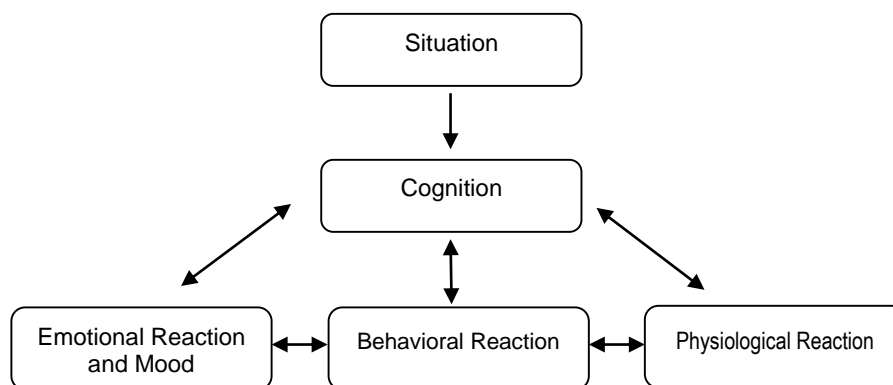 Situation
Cognition
Emotional Reaction
and Mood
Behavioral Reaction
Physiological Reaction